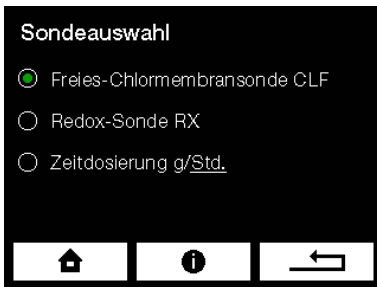 Sondeauswahl
Freies-Chlormembransonde CLF
Redox-Sonde RX
Zeitdosierung g/Std.